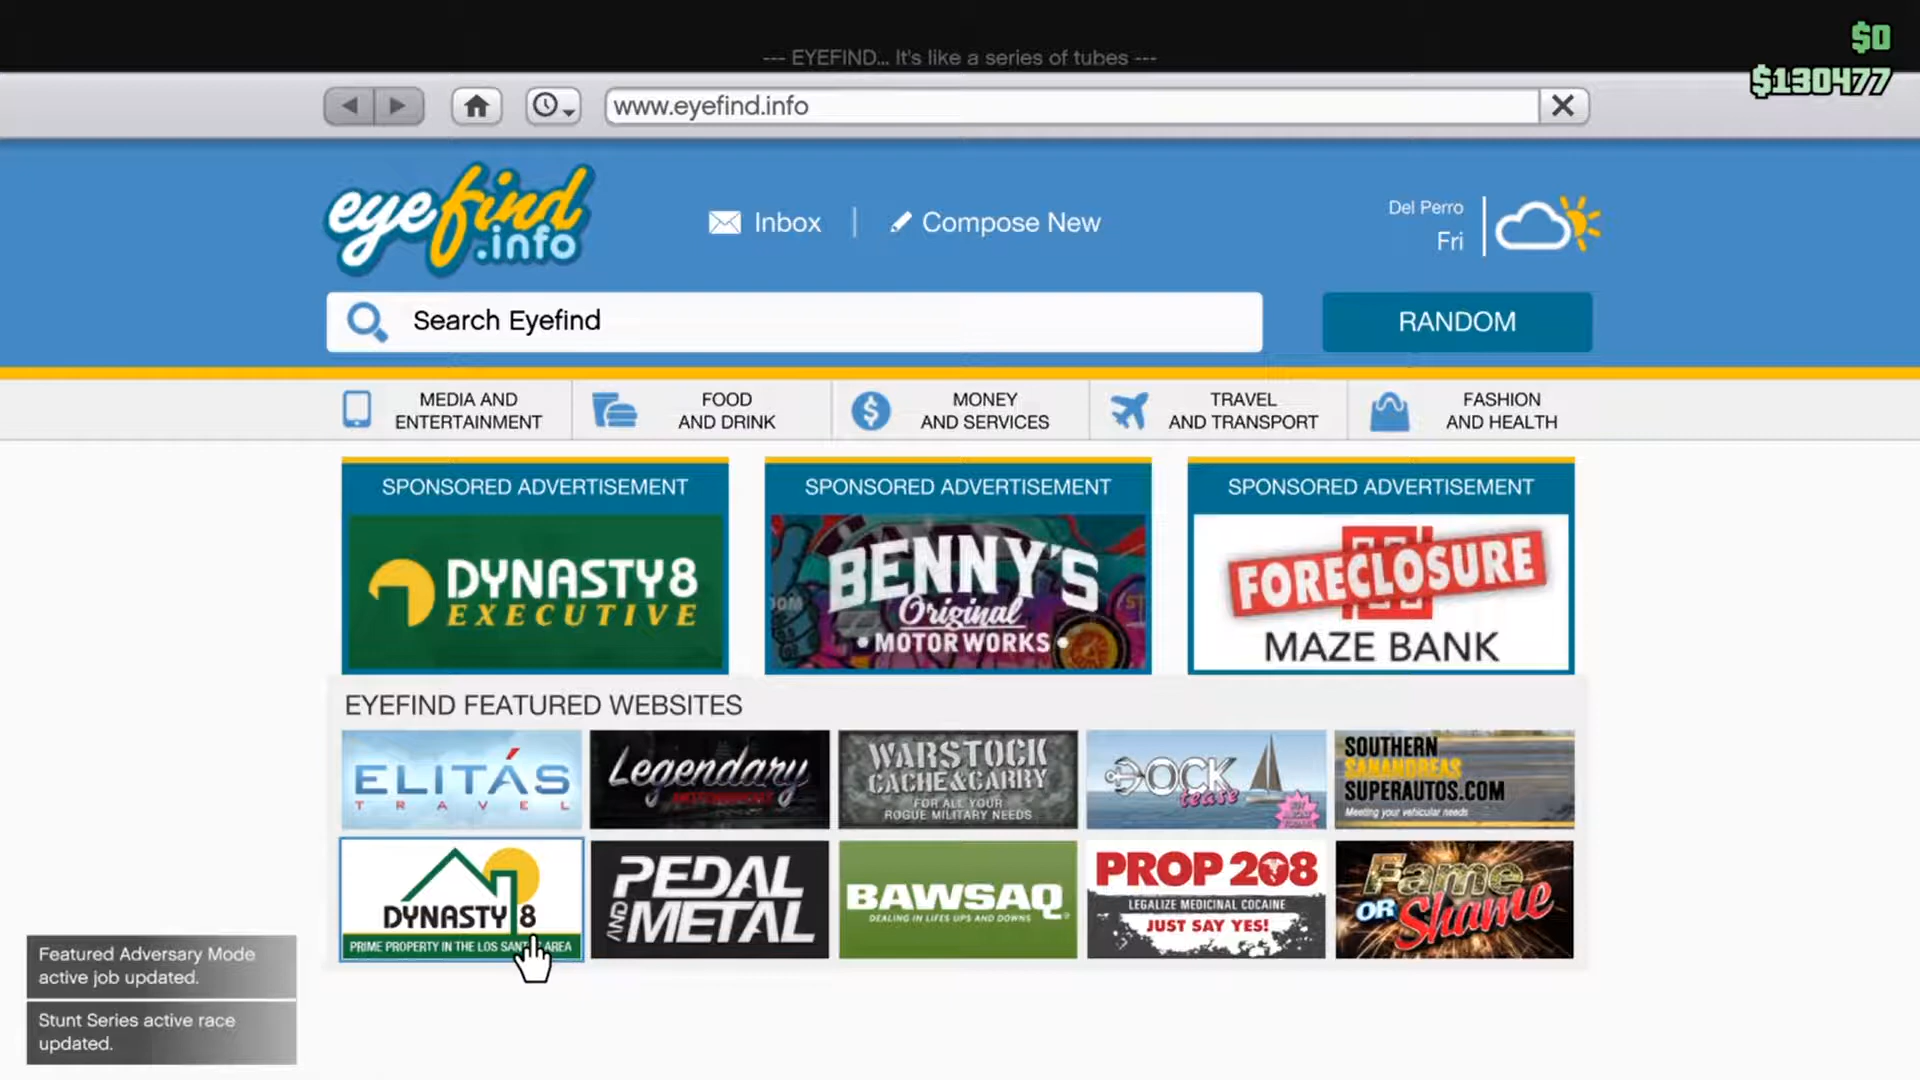 $0
--- EYEFIND... It's like a series of tubes ---
$130477
www.eyefind.info
eyefind
.info
Inbox
Compose New
Del Perro
Fri
Search Eyefind
RANDOM
MEDIA AND
ENTERTAINMENT
FOOD
AND DRINK
MONEY
AND SERVICES
TRAVEL
AND TRANSPORT
FASHION
AND HEALTH
SPONSORED ADVERTISEMENT
DYNASTY8
EXECUTIVE
SPONSORED ADVERTISEMENT
BENNY'S
Original
MOTOR WORKS
SPONSORED ADVERTISEMENT
FORECLOSURE
MAZE BANK
EYEFIND FEATURED WEBSITES
ELITÁS
TRAVEL
Legendary
MOTORSPORT
WARSTOCK
CACHE&CARRY
FOR ALL YOUR
ROGUE MILITARY NEEDS
DOCK
tease
SOUTHERN
SANANDREAS
SUPERAUTOS.COM
Meeting your vehicular needs
DYNASTY 8
PRIME PROPERTY IN THE LOS SANTOS AREA
PEDAL
AND METAL
BAWSAQ
DEALING IN LIFE'S UPS AND DOWNS
PROP 208
LEGALIZE MEDICINAL COCAINE
JUST SAY YES!
Fame
OR Shame
Featured Adversary Mode
active job updated.
Stunt Series active race
updated.